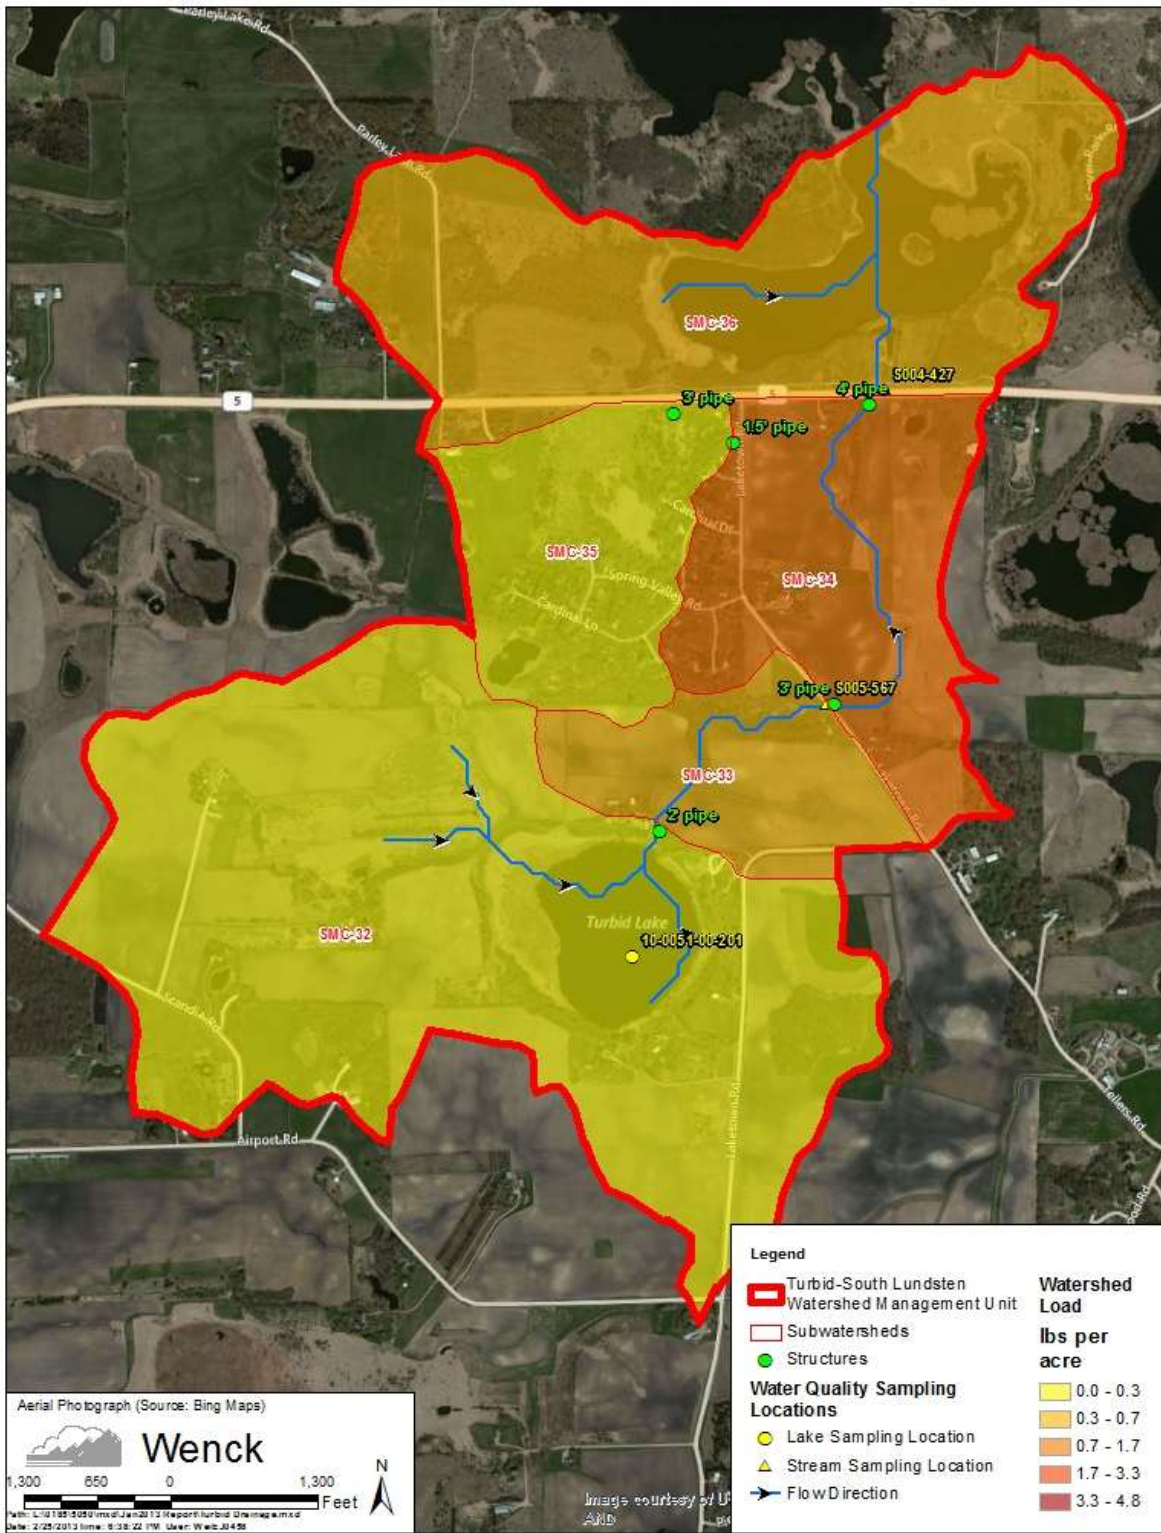 Parley Lake Rd
SMC-36
S004-427
5
3' pipe
4' pipe
1.5' pipe
Cardinal Dr
SMC-35
Spring Valley Rd
Cardinal Ln
SMC-34
3' pipe
S005-567
SMC-33
2' pipe
Turbid Lake
SMC-32
10-0051-00-201
Scandia Rd
Laketown Rd
Airport Rd
Tellers Rd
Legend
Turbid-South Lundsten
Watershed Management Unit
Subwatersheds
Structures
Water Quality Sampling
Locations
Lake Sampling Location
Stream Sampling Location
Flow Direction
Watershed
Load
lbs per
acre
0.0 - 0.3
0.3 - 0.7
0.7 - 1.7
1.7 - 3.3
3.3 - 4.8
Aerial Photograph (Source: Bing Maps)
Wenck
1,300 650 0 1,300
Feet
N
Image courtesy of